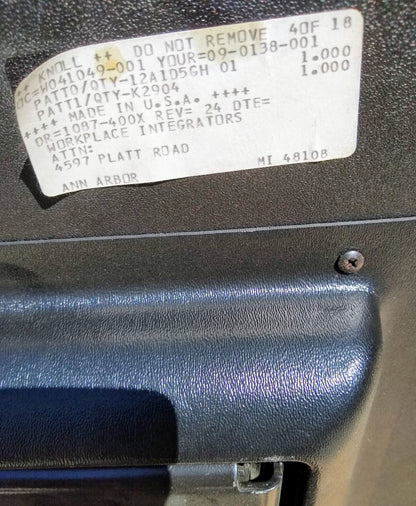 ++ KNOLL ++ DO NOT REMOVE 4OF 18
OC=W041049-001 YOUR=09-0138-001
PATT0/QTY-12A105GH 01 1.000
PATT1/QTY-K2904 1.000
++++ MADE IN U.S.A. ++++
OR=1087-400X REV= 24 DTE=
WORKPLACE INTEGRATORS
ATTN:
4597 PLATT ROAD
ANN ARBOR MI 48108